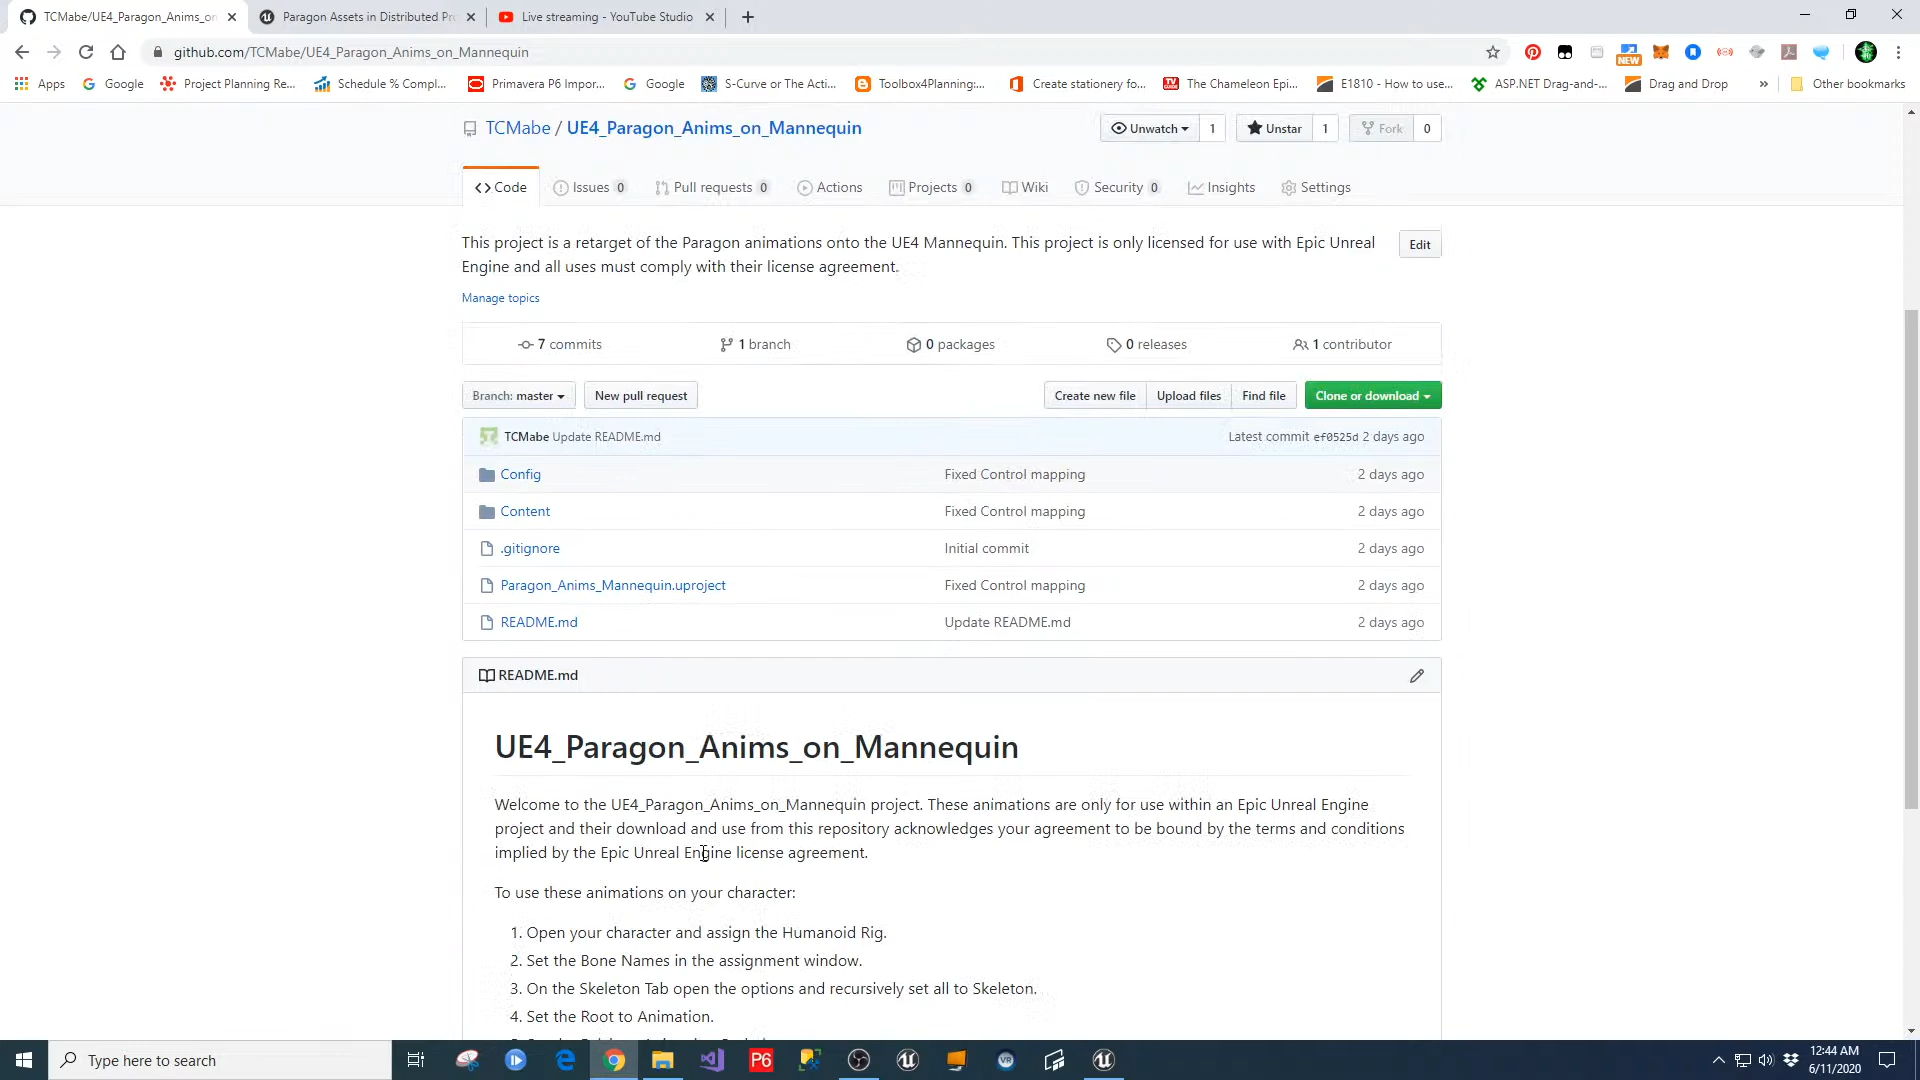 TCMabe/UE4_Paragon_Anims_on
Paragon Assets in Distributed Pr
Live streaming - YouTube Studio
github.com/TCMabe/UE4_Paragon_Anims_on_Mannequin
NEW
Apps
Google
Project Planning Re...
Schedule % Compl...
Primavera P6 Impor...
Google
S-Curve or The Acti...
Toolbox4Planning:...
Create stationery fo...
The Chameleon Epi...
E1810 - How to use...
ASP.NET Drag-and-...
Drag and Drop
»
Other bookmarks
TCMabe / UE4_Paragon_Anims_on_Mannequin
Unwatch 1
Unstar 1
Fork 0
Code
Issues 0
Pull requests 0
Actions
Projects 0
Wiki
Security 0
Insights
Settings
This project is a retarget of the Paragon animations onto the UE4 Mannequin. This project is only licensed for use with Epic Unreal
Engine and all uses must comply with their license agreement.
Edit
Manage topics
7 commits
1 branch
0 packages
0 releases
1 contributor
Branch: master
New pull request
Create new file
Upload files
Find file
Clone or download
TCMabe Update README.md
Latest commit ef0525d 2 days ago
Config Fixed Control mapping 2 days ago
Content Fixed Control mapping 2 days ago
.gitignore Initial commit 2 days ago
Paragon_Anims_Mannequin.uproject Fixed Control mapping 2 days ago
README.md Update README.md 2 days ago
README.md
UE4_Paragon_Anims_on_Mannequin
Welcome to the UE4_Paragon_Anims_on_Mannequin project. These animations are only for use within an Epic Unreal Engine
project and their download and use from this repository acknowledges your agreement to be bound by the terms and conditions
implied by the Epic Unreal Engine license agreement.
To use these animations on your character:
1. Open your character and assign the Humanoid Rig.
2. Set the Bone Names in the assignment window.
3. On the Skeleton Tab open the options and recursively set all to Skeleton.
4. Set the Root to Animation.
Type here to search
P6
VR
12:44 AM
6/11/2020